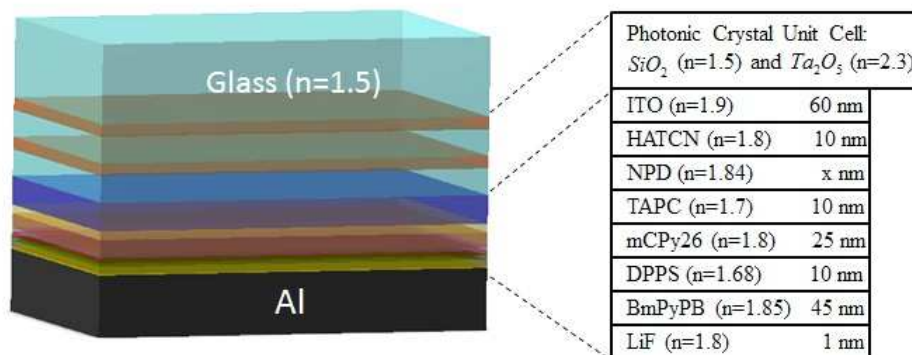 Glass (n=1.5)
Al
Photonic Crystal Unit Cell:
SiO₂ (n=1.5) and Ta₂O₅ (n=2.3)
ITO (n=1.9) 60 nm
HATCN (n=1.8) 10 nm
NPD (n=1.84) x nm
TAPC (n=1.7) 10 nm
mCPy26 (n=1.8) 25 nm
DPPS (n=1.68) 10 nm
BmPyPB (n=1.85) 45 nm
LiF (n=1.8) 1 nm